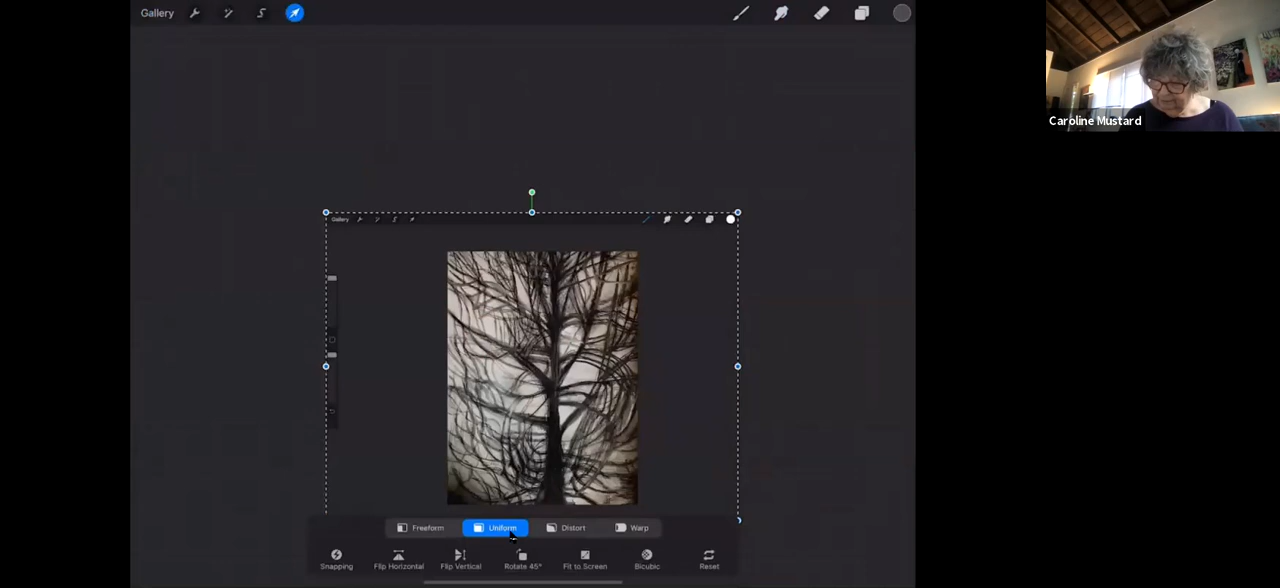 Gallery
Caroline Mustard
Gallery
Freeform Uniform Distort Warp
Snapping Flip Horizontal Flip Vertical Rotate 45° Fit to Screen Bicubic Reset